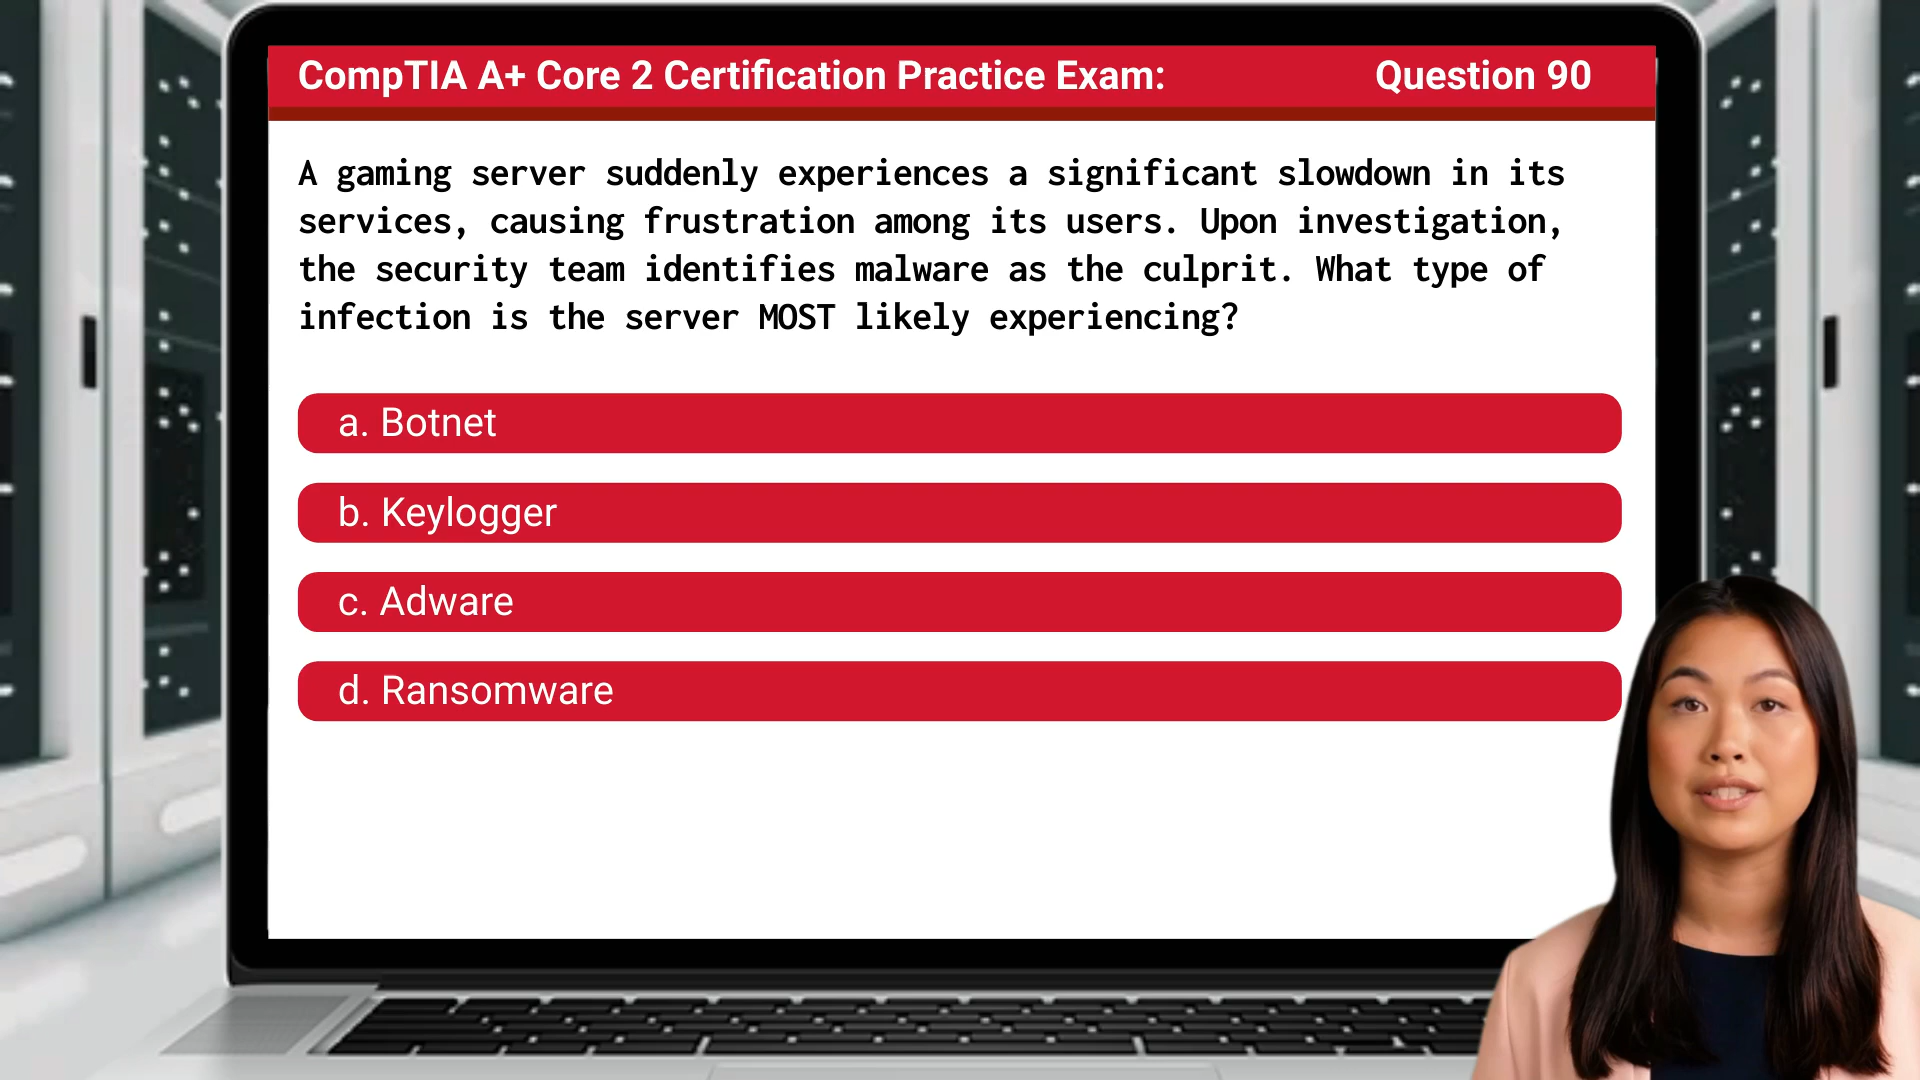 CompTIA A+ Core 2 Certification Practice Exam: Question 90
A gaming server suddenly experiences a significant slowdown in its
services, causing frustration among its users. Upon investigation,
the security team identifies malware as the culprit. What type of
infection is the server MOST likely experiencing?
a. Botnet
b. Keylogger
c. Adware
d. Ransomware